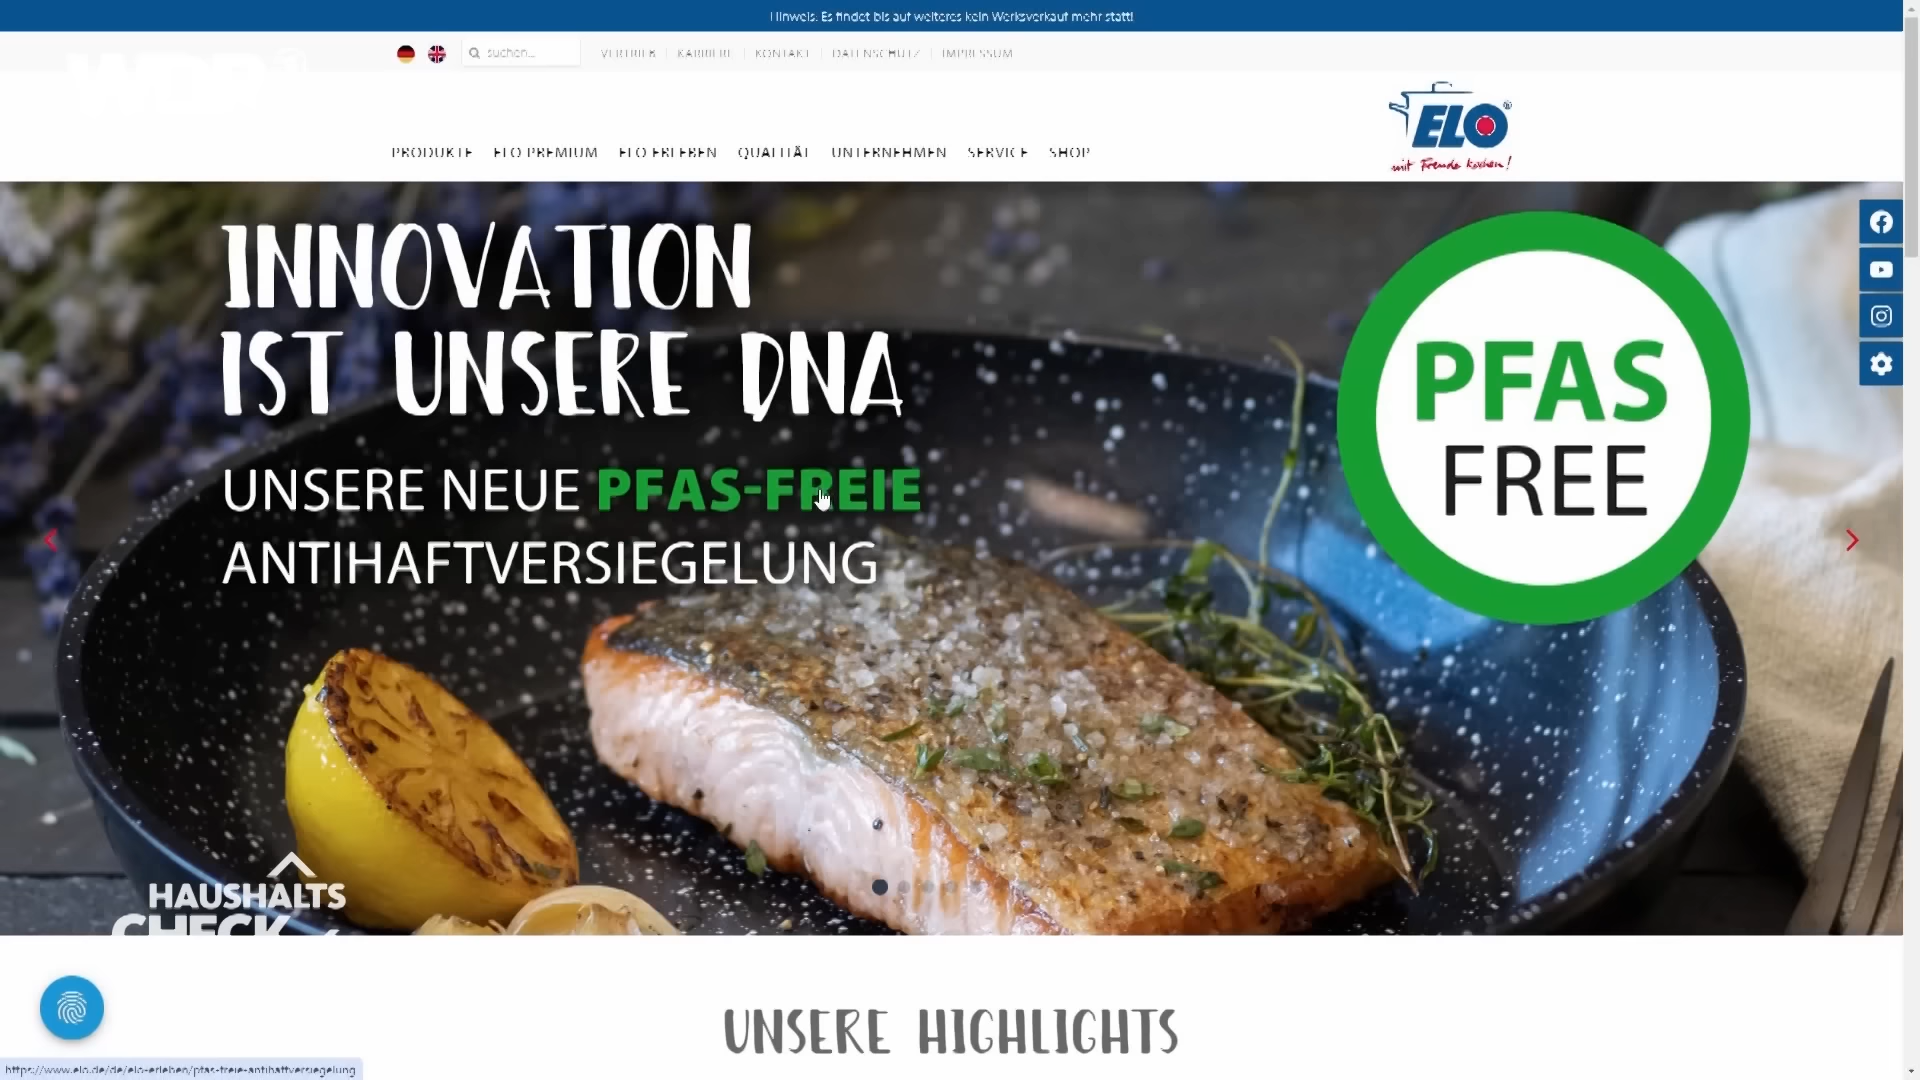 Hinweis: Es findet bis auf weiteres kein Werksverkauf mehr statt!
WDR
suchen...
VERTRIEB
KARRIERE
KONTAKT
DATENSCHUTZ
IMPRESSUM
ELO®
mit Freude kochen!
PRODUKTE
ELO PREMIUM
ELO ERLEBEN
QUALITÄT
UNTERNEHMEN
SERVICE
SHOP
INNOVATION
IST UNSERE DNA
UNSERE NEUE PFAS-FREIE
ANTIHAFTVERSIEGELUNG
PFAS
FREE
HAUSHALTS
CHECK
UNSERE HIGHLIGHTS
https://www.elo.de/de/elo-erleben/pfas-freie-antihaftversiegelung